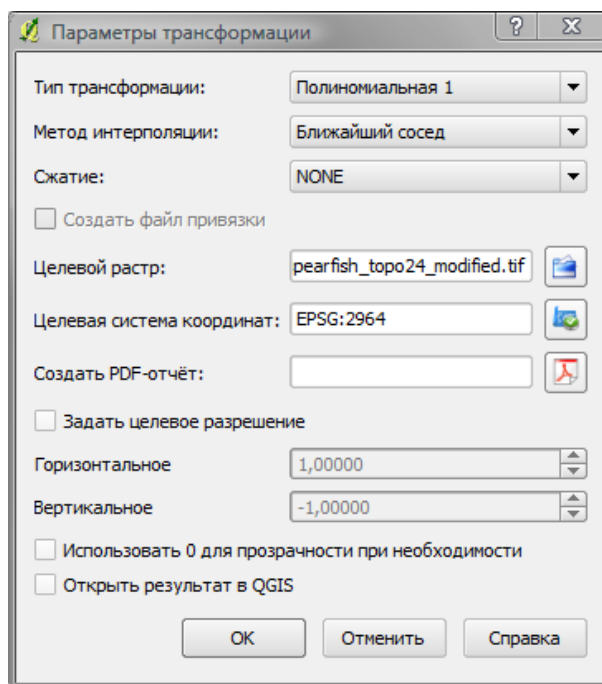 Параметры трансформации
Тип трансформации: Полиномиальная 1
Метод интерполяции: Ближайший сосед
Сжатие: NONE
Создать файл привязки
Целевой растр: pearfish_topo24_modified.tif
Целевая система координат: EPSG:2964
Создать PDF-отчёт:
Задать целевое разрешение
Горизонтальное 1,00000
Вертикальное -1,00000
Использовать 0 для прозрачности при необходимости
Открыть результат в QGIS
OK Отменить Справка